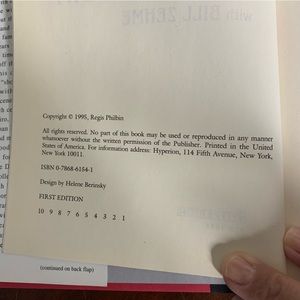 with BILL ZEHME
Copyright © 1995, Regis Philbin
All rights reserved. No part of this book may be used or reproduced in any manner
whatsoever without the written permission of the Publisher. Printed in the United
States of America. For information address: Hyperion, 114 Fifth Avenue, New York,
New York 10011.
ISBN 0-7868-6154-1
Design by Helene Berinsky
FIRST EDITION
10 9 8 7 6 5 4 3 2 1
(continued on back flap)